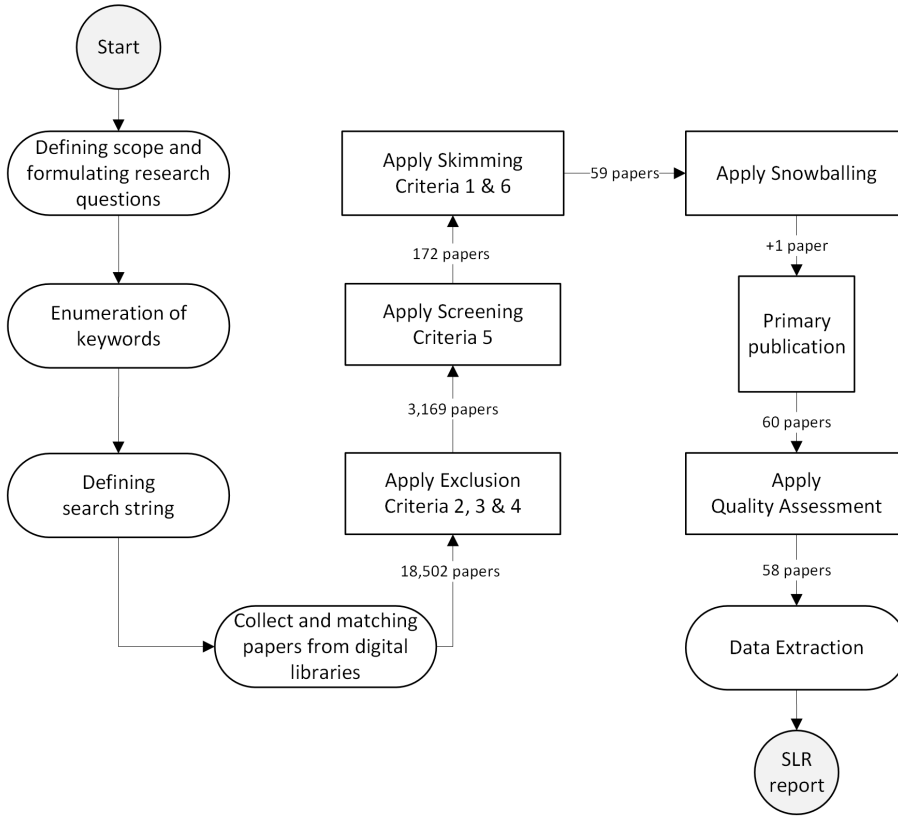 Start
Defining scope and
formulating research
questions
Enumeration of
keywords
Defining
search string
Collect and matching
papers from digital
libraries
18,502 papers
Apply Exclusion
Criteria 2, 3 & 4
3,169 papers
Apply Screening
Criteria 5
172 papers
Apply Skimming
Criteria 1 & 6
59 papers
Apply Snowballing
+1 paper
Primary
publication
60 papers
Apply
Quality Assessment
58 papers
Data Extraction
SLR
report